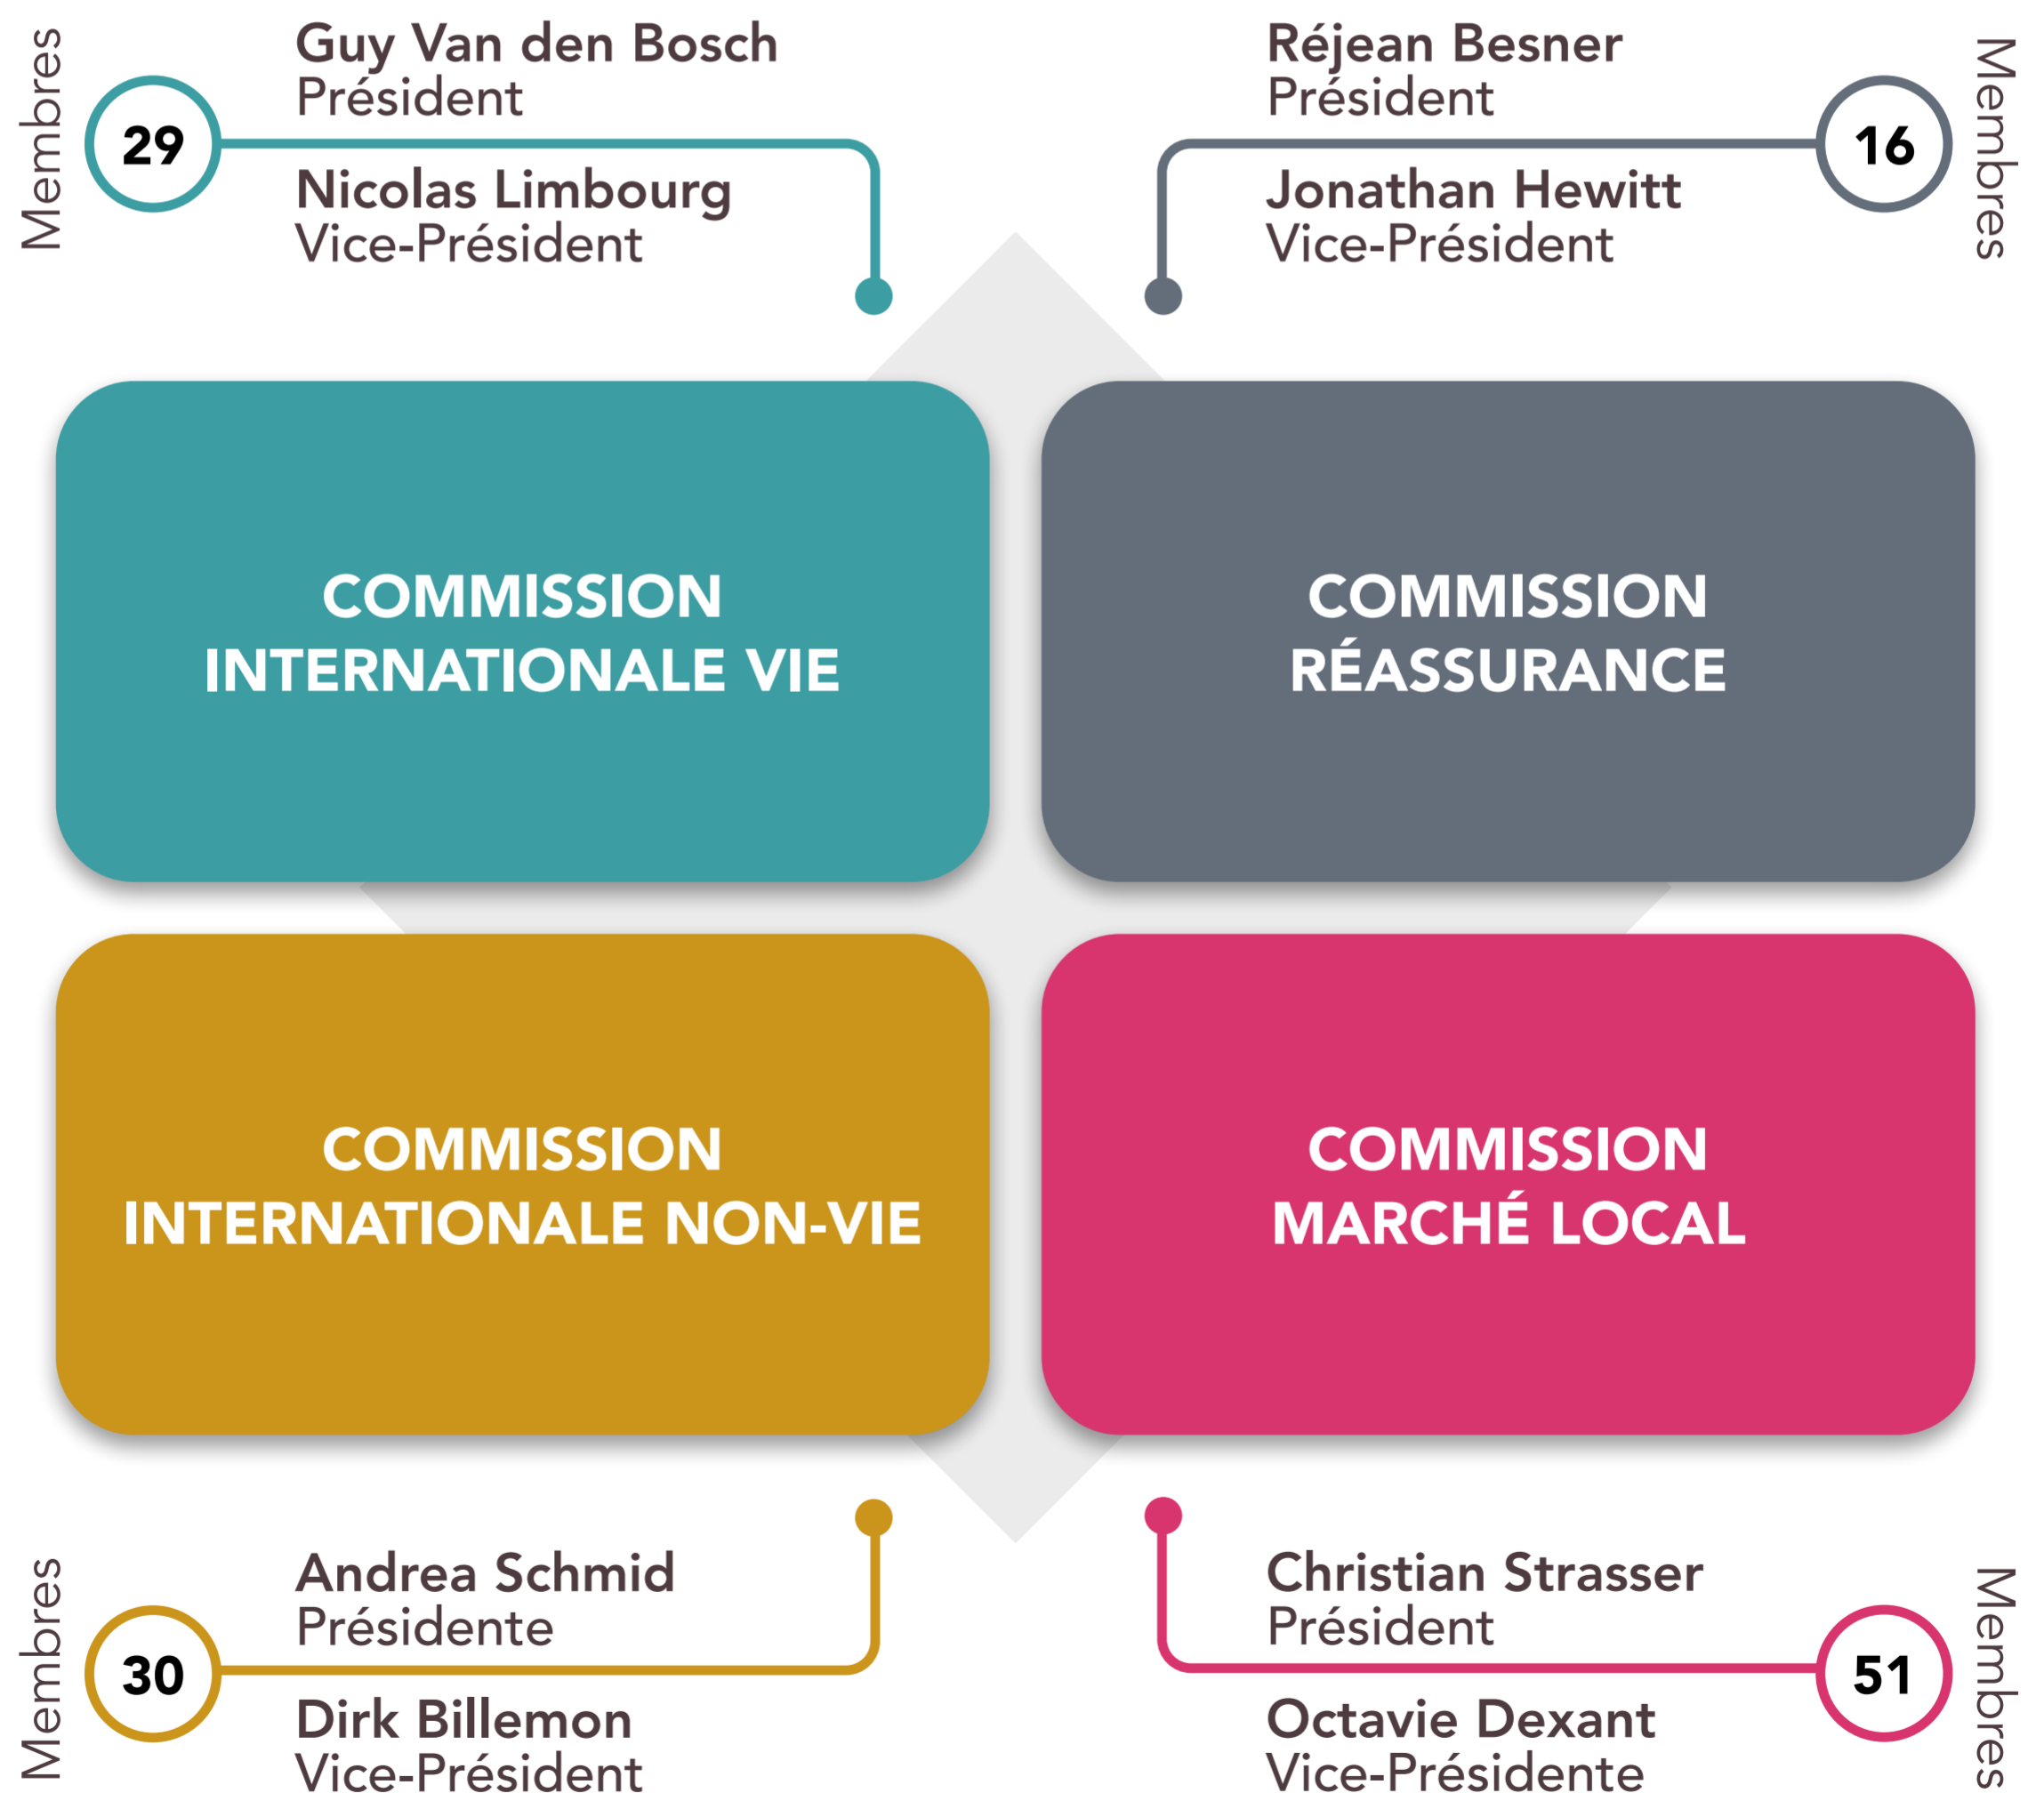 Membres
29
Guy Van den Bosch
Président
Nicolas Limbourg
Vice-Président
Réjean Besner
Président
Jonathan Hewitt
Vice-Président
16
Membres
COMMISSION
INTERNATIONALE VIE
COMMISSION
RÉASSURANCE
COMMISSION
INTERNATIONALE NON-VIE
COMMISSION
MARCHÉ LOCAL
Membres
30
Andrea Schmid
Présidente
Dirk Billemon
Vice-Président
Christian Strasser
Président
Octavie Dexant
Vice-Présidente
51
Membres